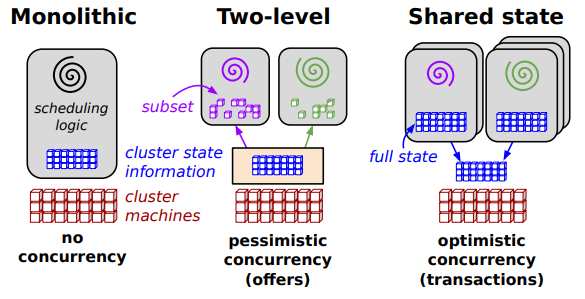 Monolithic
Two-level
Shared state
scheduling
logic
subset
cluster state
information
full state
cluster
machines
no
concurrency
pessimistic
concurrency
(offers)
optimistic
concurrency
(transactions)